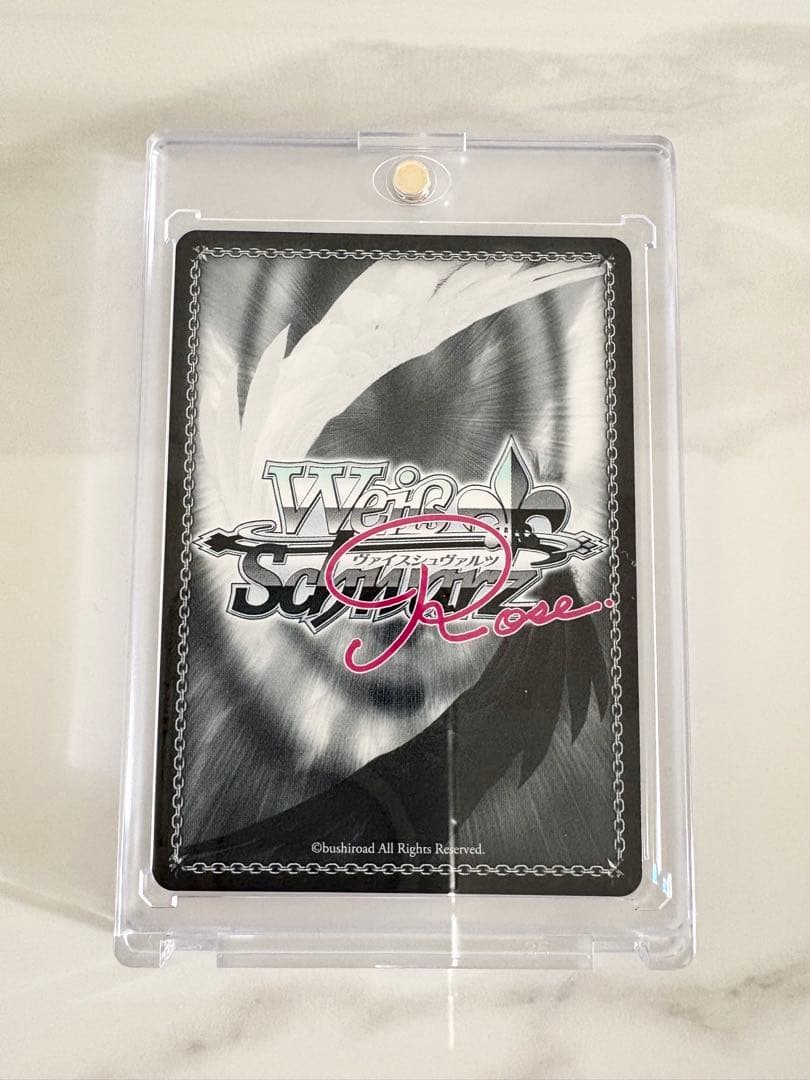 Weiß
ヴァイスシュヴァルツ
Schwarz
Rose.
©bushiroad All Rights Reserved.